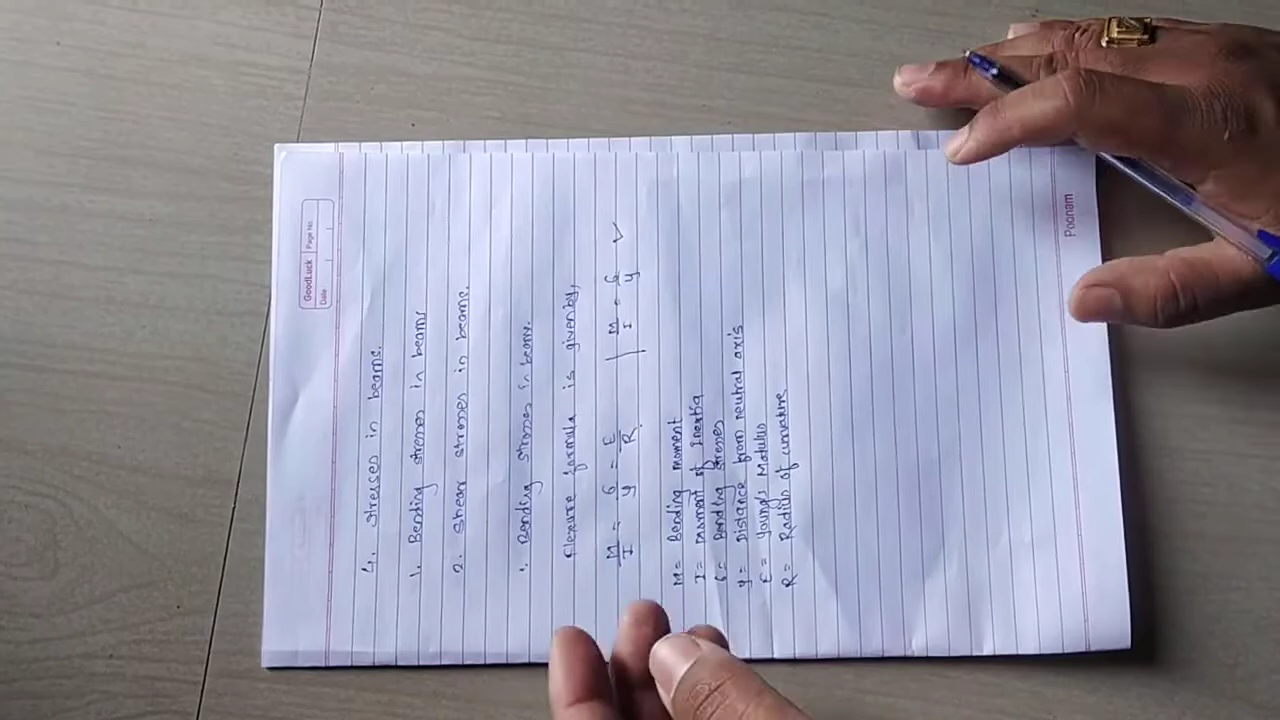 GoodLuck Page No.
Date
4. Stresses in beams.
1. Bending stresses in beams
2. Shear stresses in beams.
1. Bending stresses in beams.
Flexure formula is given by,
M/I = σ/y = E/R | M/I = σ/y ✓
M = Bending moment
I = Moment of Inertia
σ = Bending stresses
y = Distance from neutral axis
E = Young's Modulus
R = Radius of curvature
Poonam